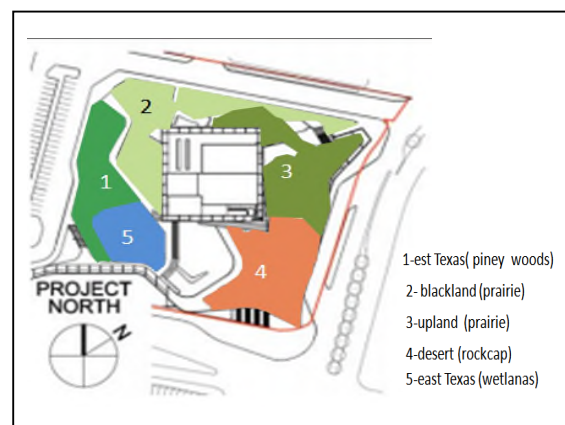 2
1
3
5
4
PROJECT
NORTH
N
1-est Texas( piney woods)
2- blackland (prairie)
3-upland (prairie)
4-desert (rockcap)
5-east Texas (wetlanas)